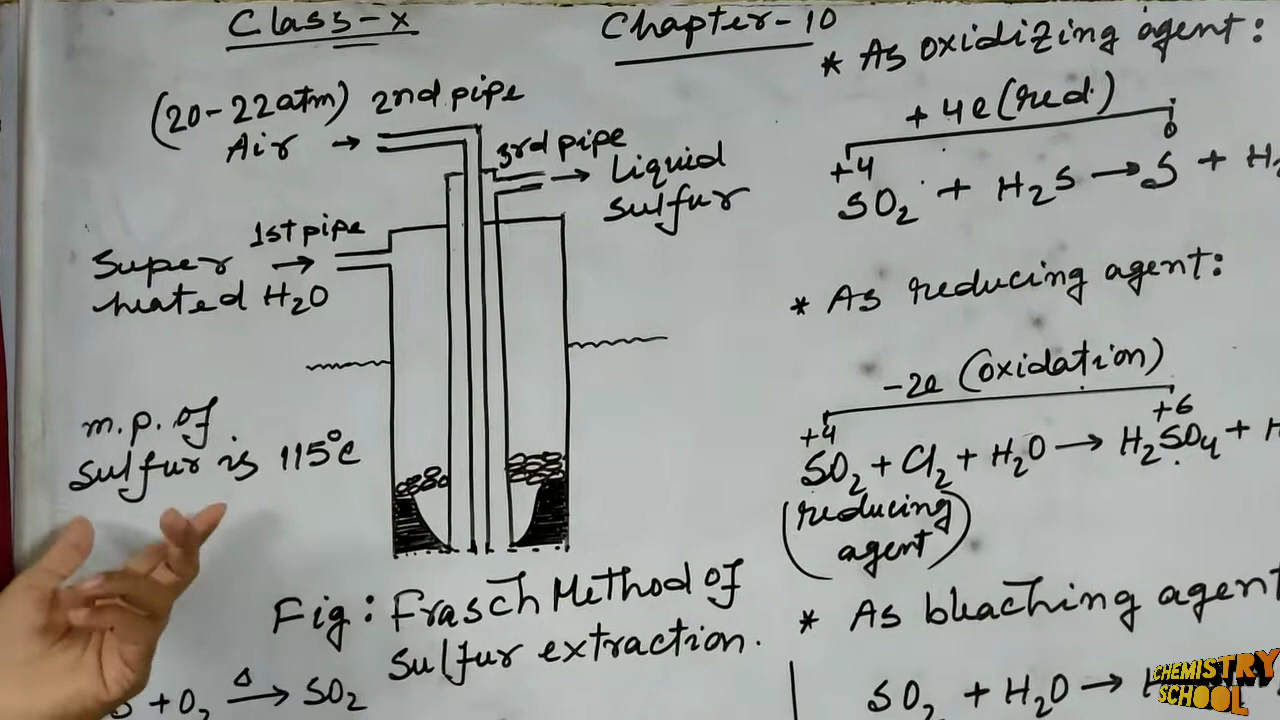 Class-X
Chapter-10
(20-22atm) 2nd pipe
Air →
3rd pipe
→ Liquid
sulfur
1st pipe
Super →
heated H₂O
m.p. of
sulfur is 115°C
Fig: Frasch Method of
sulfur extraction.
+ O₂ —Δ→ SO₂
* As oxidizing agent:
+ 4e (red.)
+4 0
SO₂ + H₂S → S +
* As reducing agent:
-2e (oxidation)
+4 +6
SO₂ + Cl₂ + H₂O → H₂SO₄ +
(reducing
agent)
* As bleaching agent
SO₂ + H₂O →
CHEMISTRY
SCHOOL